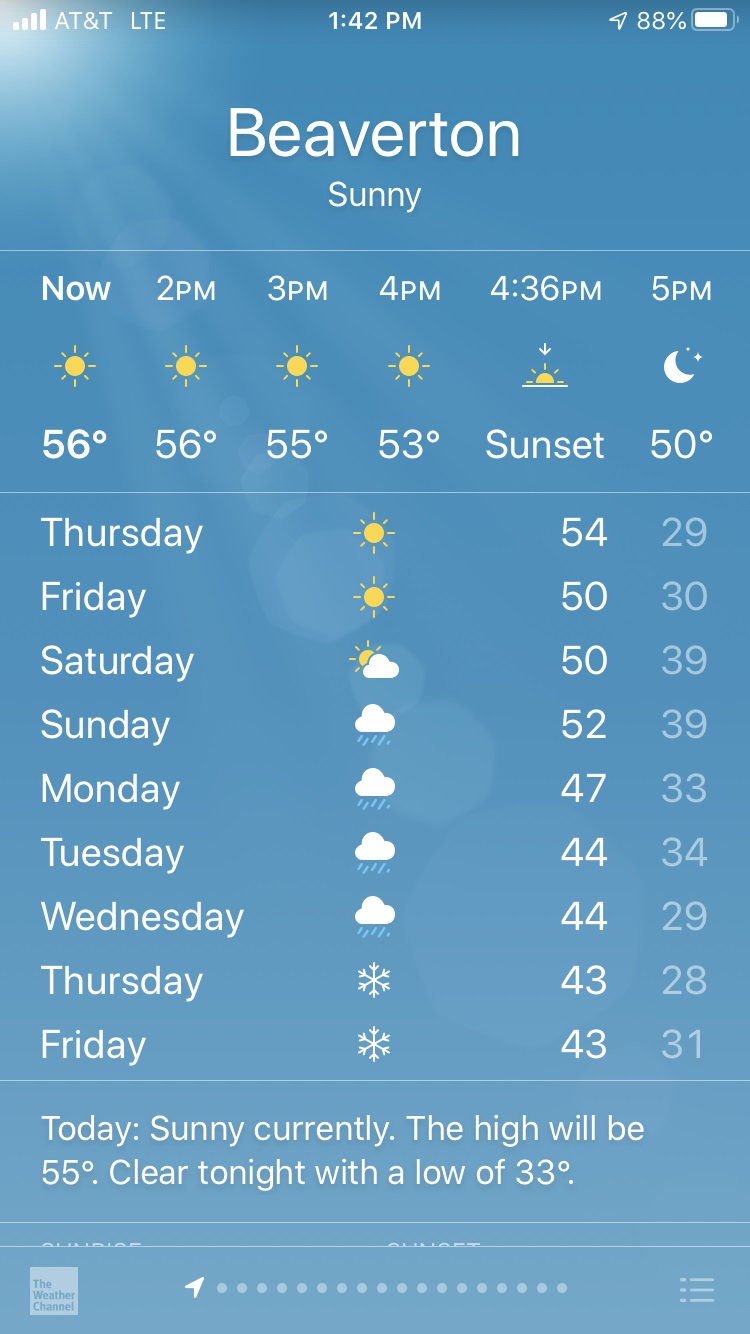 AT&T LTE 1:42 PM 88%
Beaverton
Sunny
Now 2PM 3PM 4PM 4:36PM 5PM
56° 56° 55° 53° Sunset 50°
Thursday 54 29
Friday 50 30
Saturday 50 39
Sunday 52 39
Monday 47 33
Tuesday 44 34
Wednesday 44 29
Thursday 43 28
Friday 43 31
Today: Sunny currently. The high will be
55°. Clear tonight with a low of 33°.
SUNRISE SUNSET
The
Weather
Channel